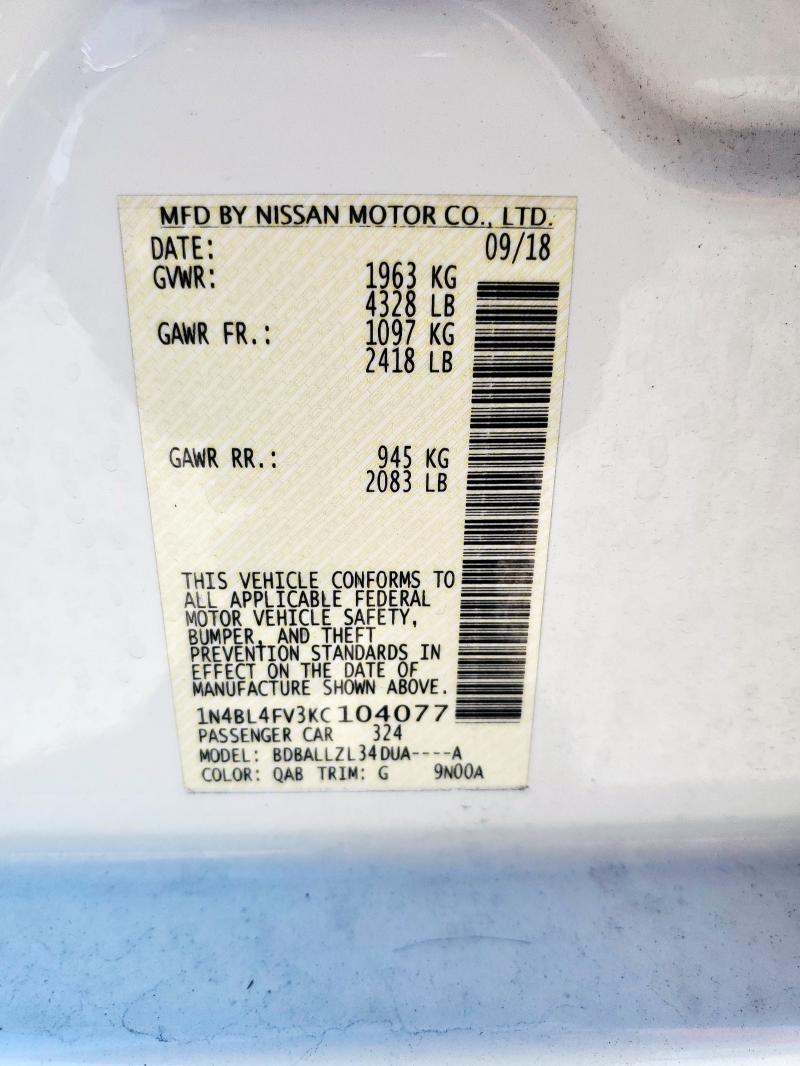 MFD BY NISSAN MOTOR CO., LTD.
DATE: 09/18
GVWR: 1963 KG
4328 LB
GAWR FR.: 1097 KG
2418 LB
GAWR RR.: 945 KG
2083 LB
THIS VEHICLE CONFORMS TO
ALL APPLICABLE FEDERAL
MOTOR VEHICLE SAFETY,
BUMPER, AND THEFT
PREVENTION STANDARDS IN
EFFECT ON THE DATE OF
MANUFACTURE SHOWN ABOVE.
1N4BL4FV3KC104077
PASSENGER CAR 324
MODEL: BDBALLZL34DUA----A
COLOR: QAB TRIM: G 9N00A